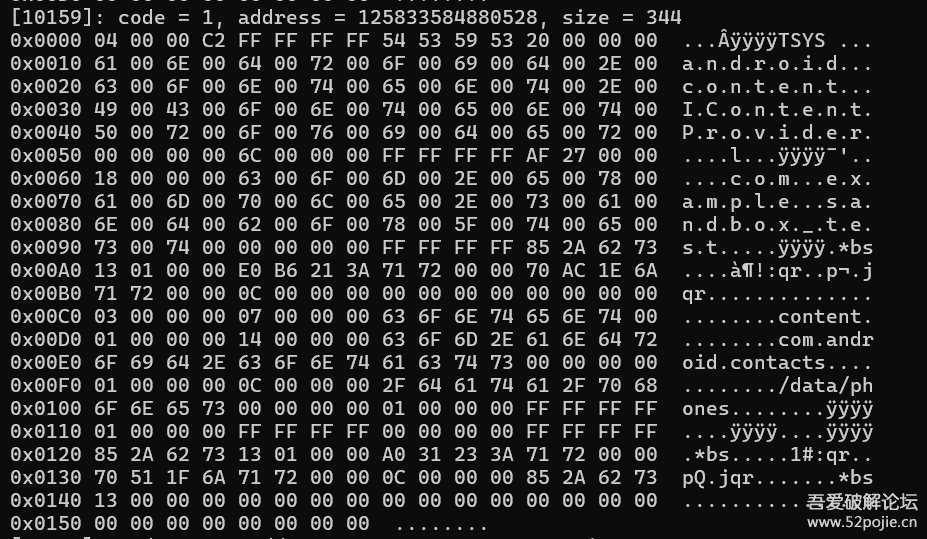 [10159]: code = 1, address = 125833584880528, size = 344
0x0000 04 00 00 C2 FF FF FF FF 54 53 59 53 20 00 00 00 ...ÂÿÿÿÿTSYS ...
0x0010 61 00 6E 00 64 00 72 00 6F 00 69 00 64 00 2E 00 a.n.d.r.o.i.d...
0x0020 63 00 6F 00 6E 00 74 00 65 00 6E 00 74 00 2E 00 c.o.n.t.e.n.t...
0x0030 49 00 43 00 6F 00 6E 00 74 00 65 00 6E 00 74 00 I.C.o.n.t.e.n.t.
0x0040 50 00 72 00 6F 00 76 00 69 00 64 00 65 00 72 00 P.r.o.v.i.d.e.r.
0x0050 00 00 00 00 6C 00 00 00 FF FF FF FF AF 27 00 00 ....l...ÿÿÿÿ¯'..
0x0060 18 00 00 00 63 00 6F 00 6D 00 2E 00 65 00 78 00 ....c.o.m...e.x.
0x0070 61 00 6D 00 70 00 6C 00 65 00 2E 00 73 00 61 00 a.m.p.l.e...s.a.
0x0080 6E 00 64 00 62 00 6F 00 78 00 5F 00 74 00 65 00 n.d.b.o.x._.t.e.
0x0090 73 00 74 00 00 00 00 00 FF FF FF FF 85 2A 62 73 s.t.....ÿÿÿÿ.*bs
0x00A0 13 01 00 00 E0 B6 21 3A 71 72 00 00 70 AC 1E 6A ....à¶!:qr..p¬.j
0x00B0 71 72 00 00 0C 00 00 00 00 00 00 00 00 00 00 00 qr..............
0x00C0 03 00 00 00 07 00 00 00 63 6F 6E 74 65 6E 74 00 ........content.
0x00D0 01 00 00 00 14 00 00 00 63 6F 6D 2E 61 6E 64 72 ........com.andr
0x00E0 6F 69 64 2E 63 6F 6E 74 61 63 74 73 00 00 00 00 oid.contacts....
0x00F0 01 00 00 00 0C 00 00 00 2F 64 61 74 61 2F 70 68 ......../data/ph
0x0100 6F 6E 65 73 00 00 00 00 01 00 00 00 FF FF FF FF ones........ÿÿÿÿ
0x0110 01 00 00 00 FF FF FF FF 00 00 00 00 FF FF FF FF ....ÿÿÿÿ....ÿÿÿÿ
0x0120 85 2A 62 73 13 01 00 00 A0 31 23 3A 71 72 00 00 .*bs.....1#:qr..
0x0130 70 51 1F 6A 71 72 00 00 0C 00 00 00 85 2A 62 73 pQ.jqr.......*bs
0x0140 13 00 00 00 00 00 00 00 00 00 00 00 00 00 00 00 ................
0x0150 00 00 00 00 00 00 00 00 ........
吾爱破解论坛
www.52pojie.cn